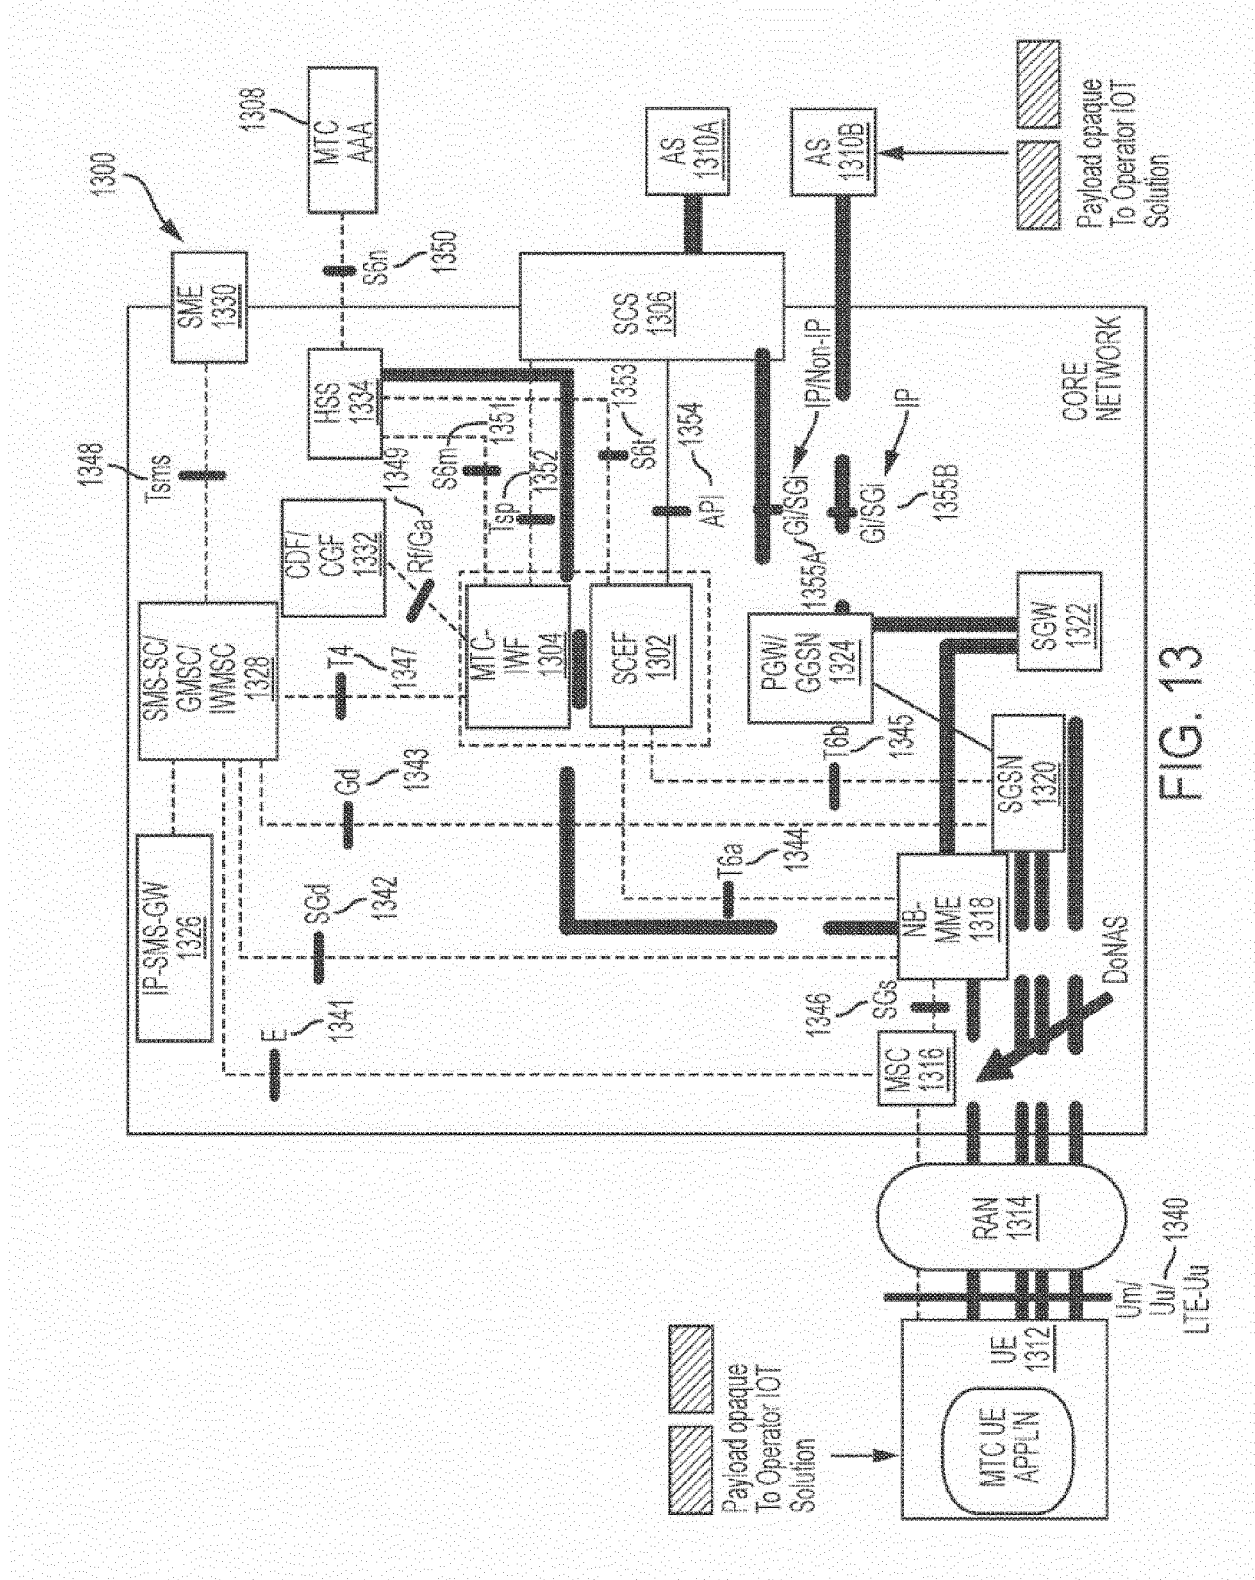 1300
SME
1330
MTC
AAA
1308
S6n
1350
AS
1310A
AS
1310B
Payload opaque
To Operator IOT
Solution
Tsms
1348
HSS
1334
SCS
1306
CORE
NETWORK
SMS-SC/
GMSC/
IWMSC
1328
CDF/
CGF
1332
Rf/Ga
1349
S6m
1351
Tsp
1352
S6t
1353
API
1354
Gi/SGi
IP/Non-IP
1355A
Gi/SGi
IP
1355B
T4
1347
MTC-
IWF
1304
SCEF
1302
PGW/
GGSN
1324
SGW
1322
IP-SMS-GW
1326
Gd
1343
SGd
1342
E
1341
T6a
1344
T6b
1345
SGSN
1320
NB-
MME
1318
SGs
1346
MSC
1316
DoNAS
RAN
1314
Um/
Uu/
LTE-Uu
1340
UE
1312
MTC UE
APPL'N
Payload opaque
To Operator IOT
Solution
FIG. 13